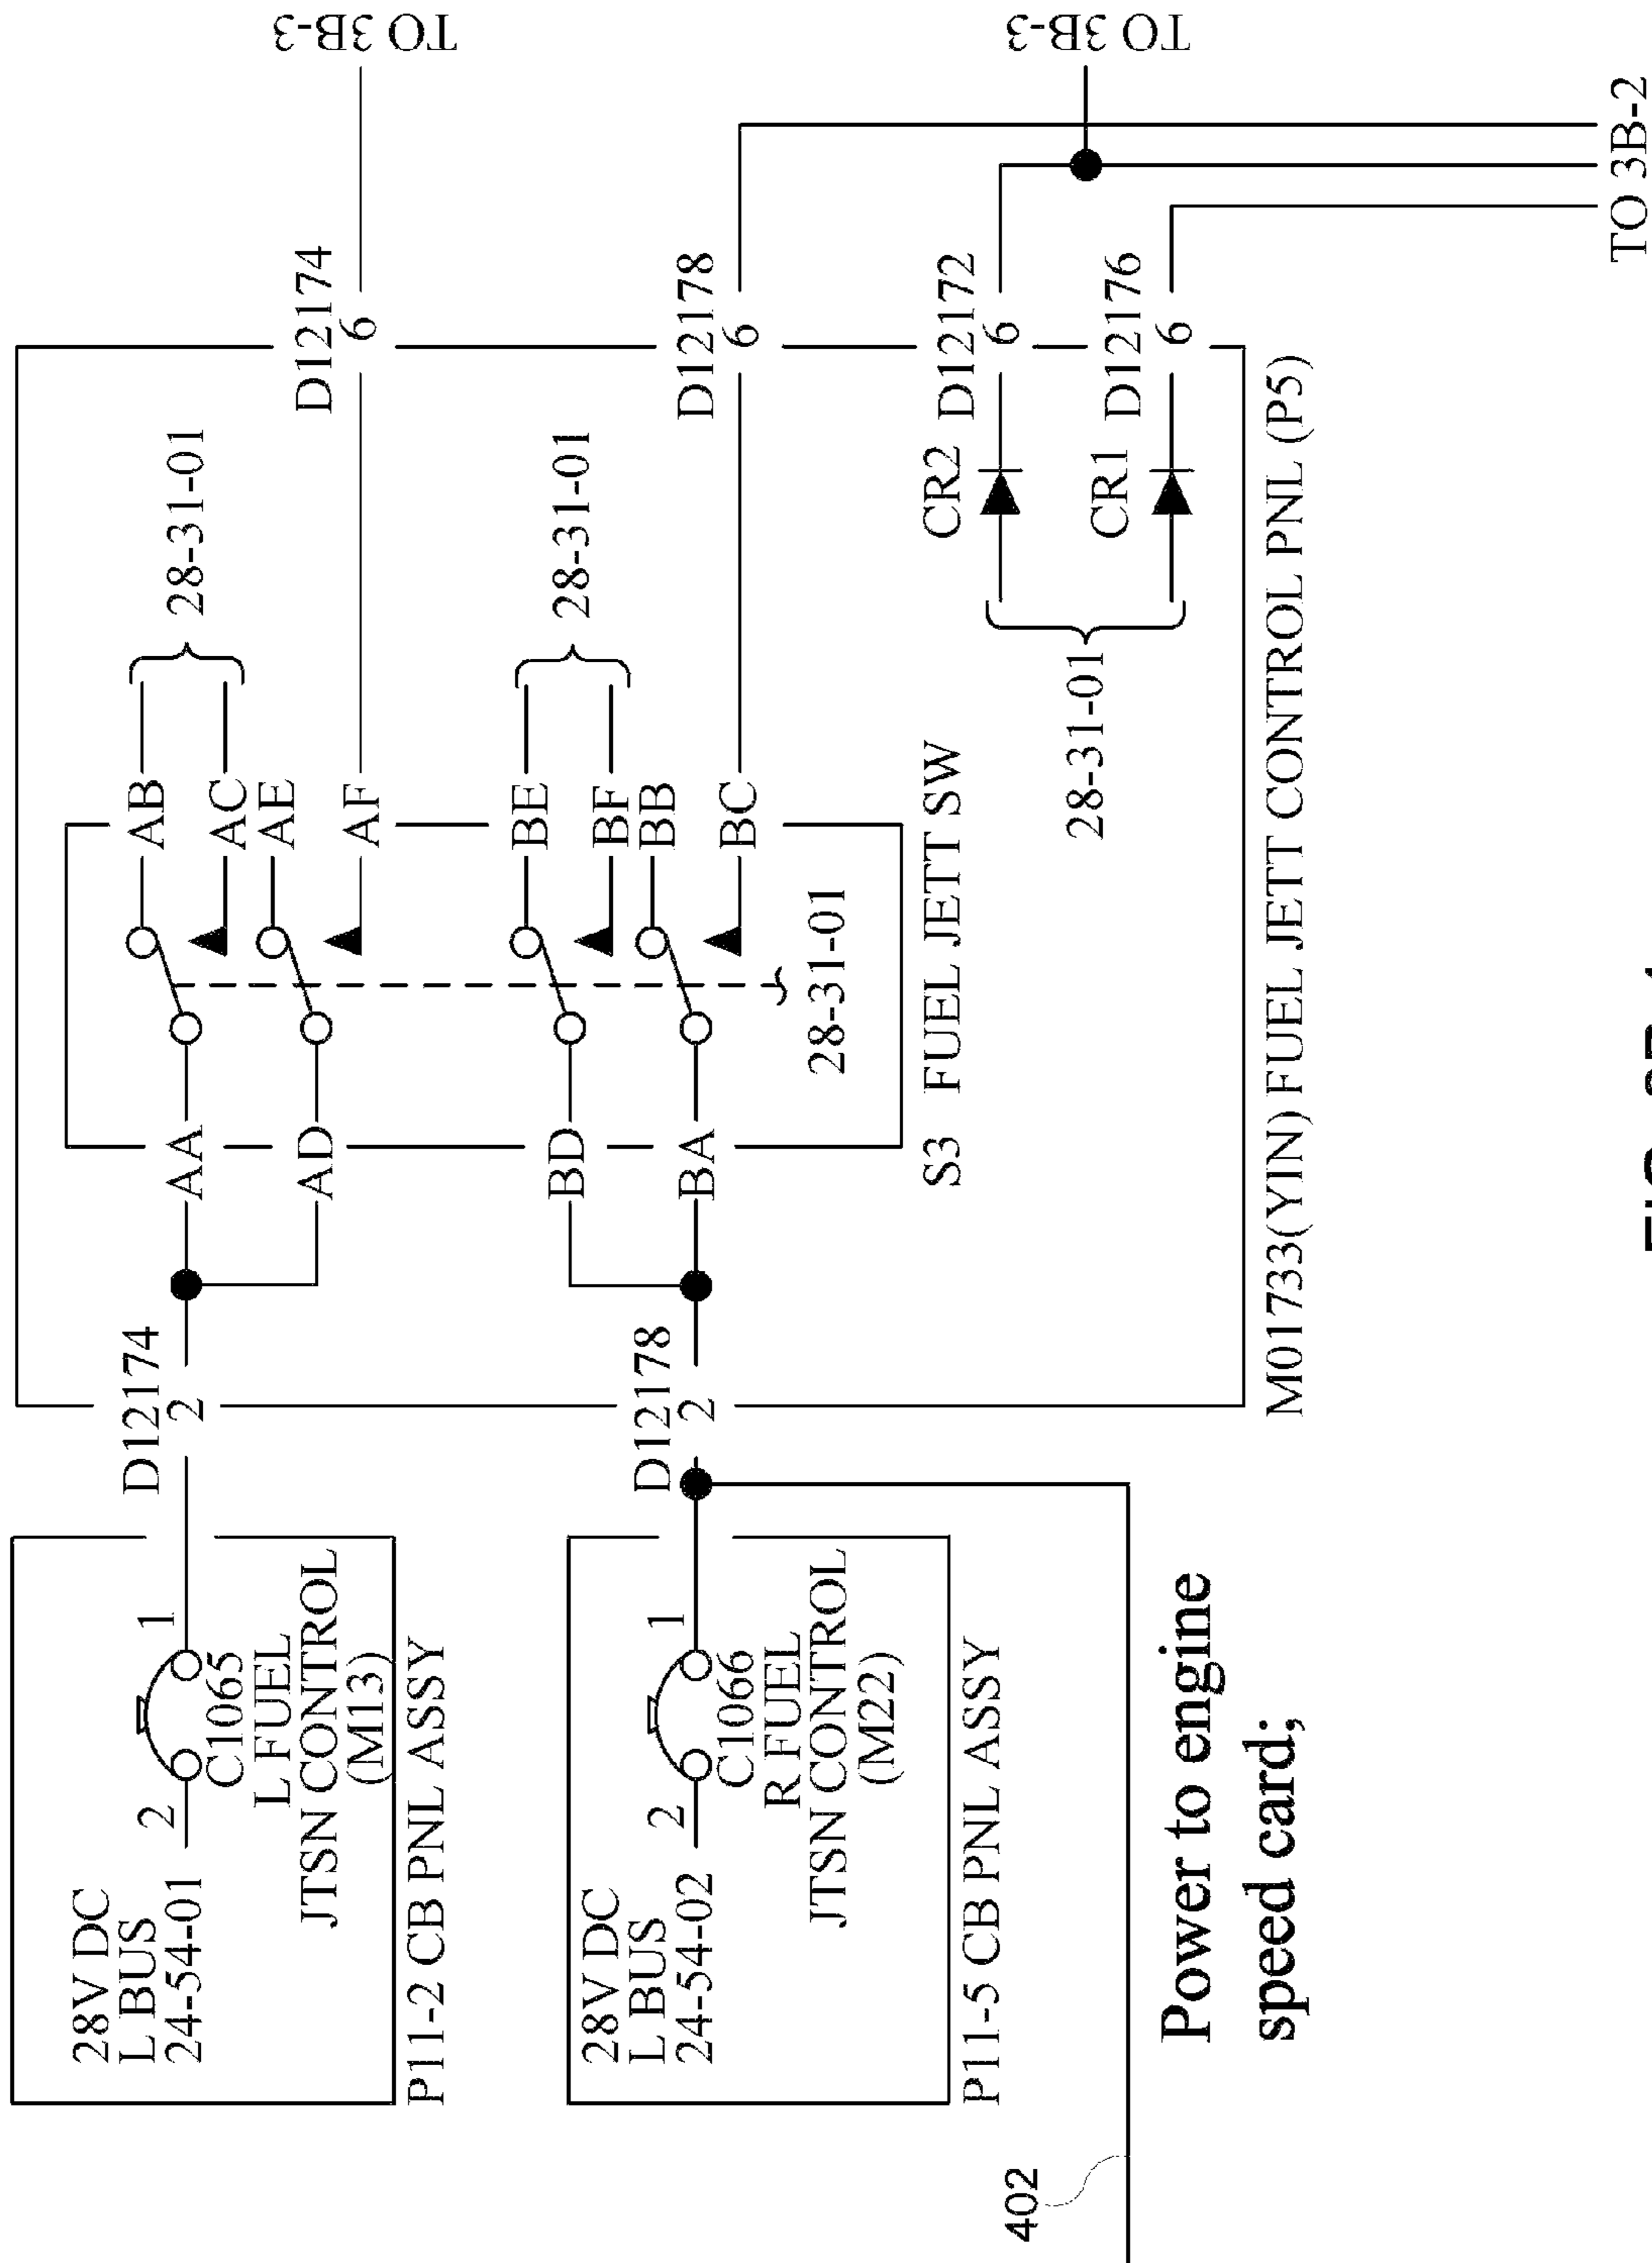 28V DC
L BUS
24-54-01
2
1
C1065
L FUEL
JTSN CONTROL
(M13)
P11-2 CB PNL ASSY
D12174
2
AA
AD
AB
AC
AE
AF
28-31-01
D12174
6
TO 3B-3
28V DC
L BUS
24-54-02
2
1
C1066
R FUEL
JTSN CONTROL
(M22)
P11-5 CB PNL ASSY
D12178
2
BD
BA
BE
BF
BB
BC
28-31-01
28-31-01
D12178
6
S3 FUEL JETT SW
CR2
D12172
6
TO 3B-3
28-31-01
CR1
D12176
6
M01733(YIN) FUEL JETT CONTROL PNL (P5)
402
Power to engine
speed card;
TO 3B-2